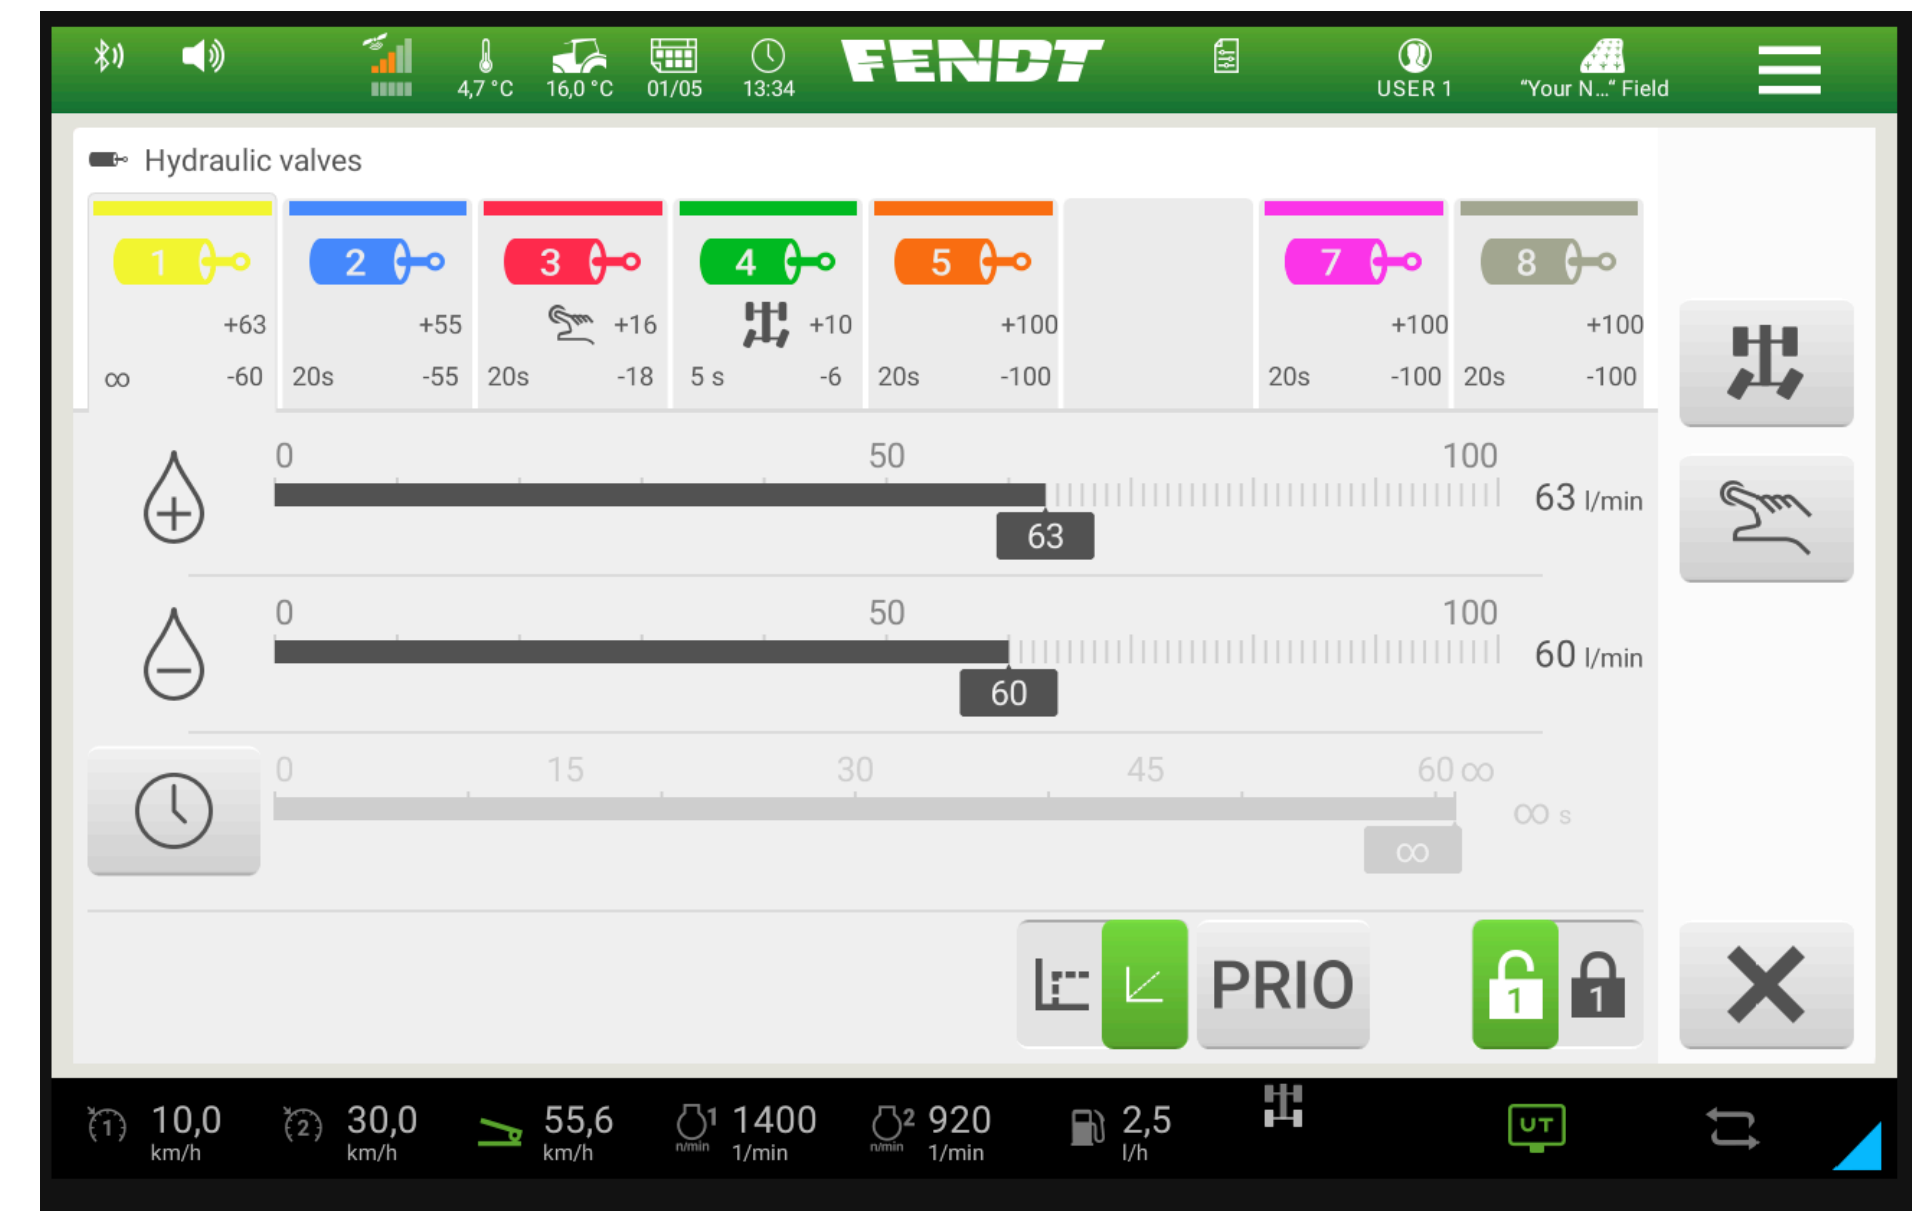 4,7 °C 16,0 °C 01/05 13:34 FENDT USER 1 “Your N...“ Field
Hydraulic valves
1 2 3 4 5 7 8
+63 +55 +16 +10 +100 +100 +100
∞ -60 20s -55 20s -18 5 s -6 20s -100 20s -100 20s -100
0 50 100
63 l/min
63
0 50 100
60 l/min
60
0 15 30 45 60 ∞
∞ s
∞
PRIO 1 1
1 10,0 2 30,0 55,6 1 1400 2 920 2,5 UT
km/h km/h km/h n/min 1/min n/min 1/min l/h